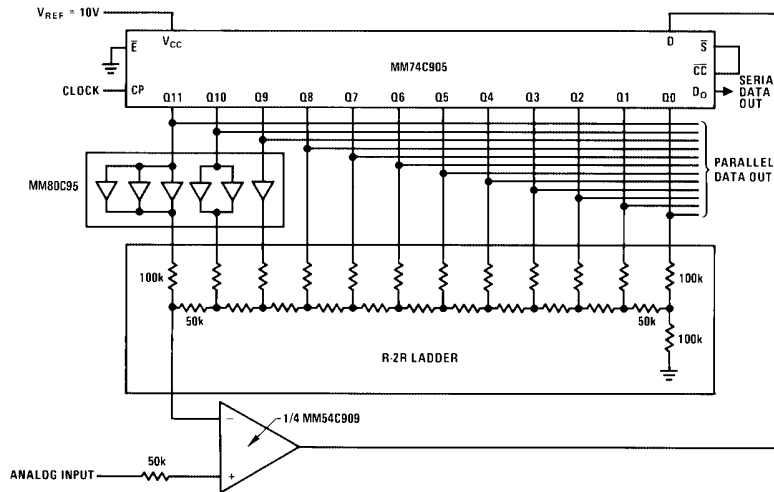 VREF = 10V
E
VCC
D
S
MM74C905
CC
CLOCK
CP
DO
SERIAL
DATA
OUT
Q11 Q10 Q9 Q8 Q7 Q6 Q5 Q4 Q3 Q2 Q1 Q0
MM80C95
PARALLEL
DATA OUT
100k
100k
50k
50k
100k
R-2R LADDER
1/4 MM54C909
ANALOG INPUT
50k